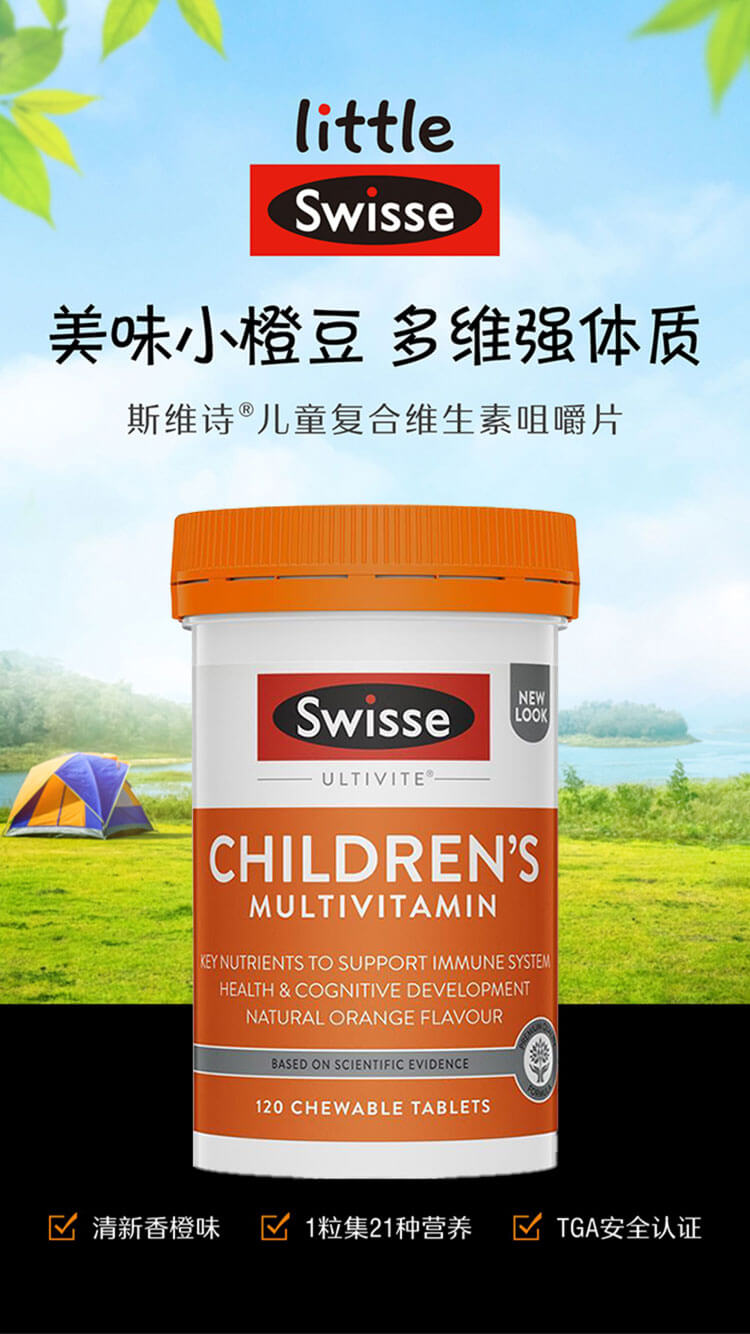 little
Swisse
美味小橙豆 多维强体质
斯维诗®儿童复合维生素咀嚼片
Swisse
NEW
LOOK
ULTIVITE®
CHILDREN'S
MULTIVITAMIN
KEY NUTRIENTS TO SUPPORT IMMUNE SYSTEM
HEALTH & COGNITIVE DEVELOPMENT
NATURAL ORANGE FLAVOUR
BASED ON SCIENTIFIC EVIDENCE
120 CHEWABLE TABLETS
清新香橙味 1粒集21种营养 TGA安全认证